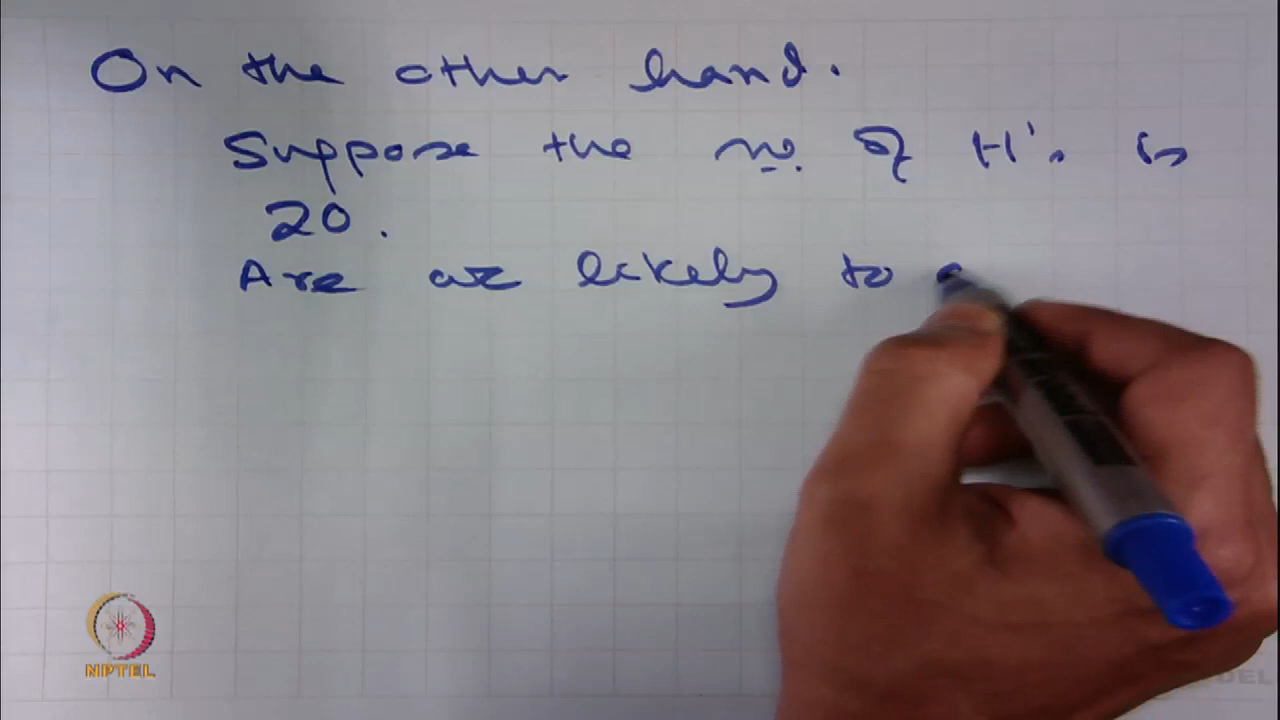 On the other hand.
Suppose the no. of H's is
20.
Are we likely to
NPTEL